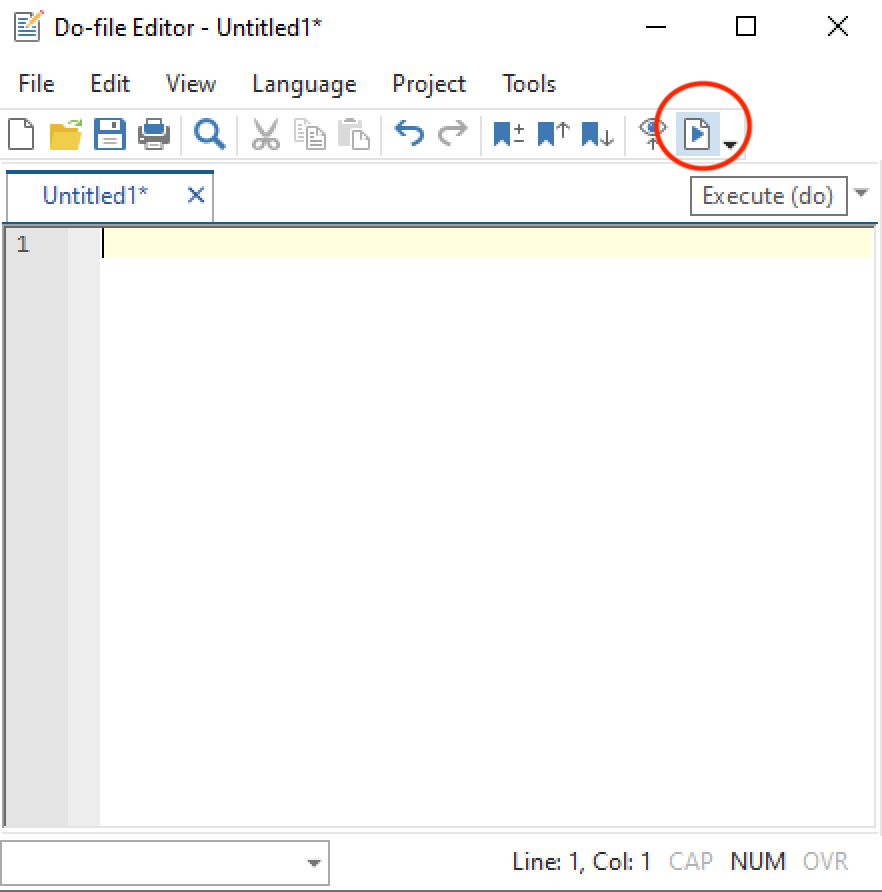 Do-file Editor - Untitled1*
File Edit View Language Project Tools
Untitled1*
Execute (do)
1
Line: 1, Col: 1 CAP NUM OVR